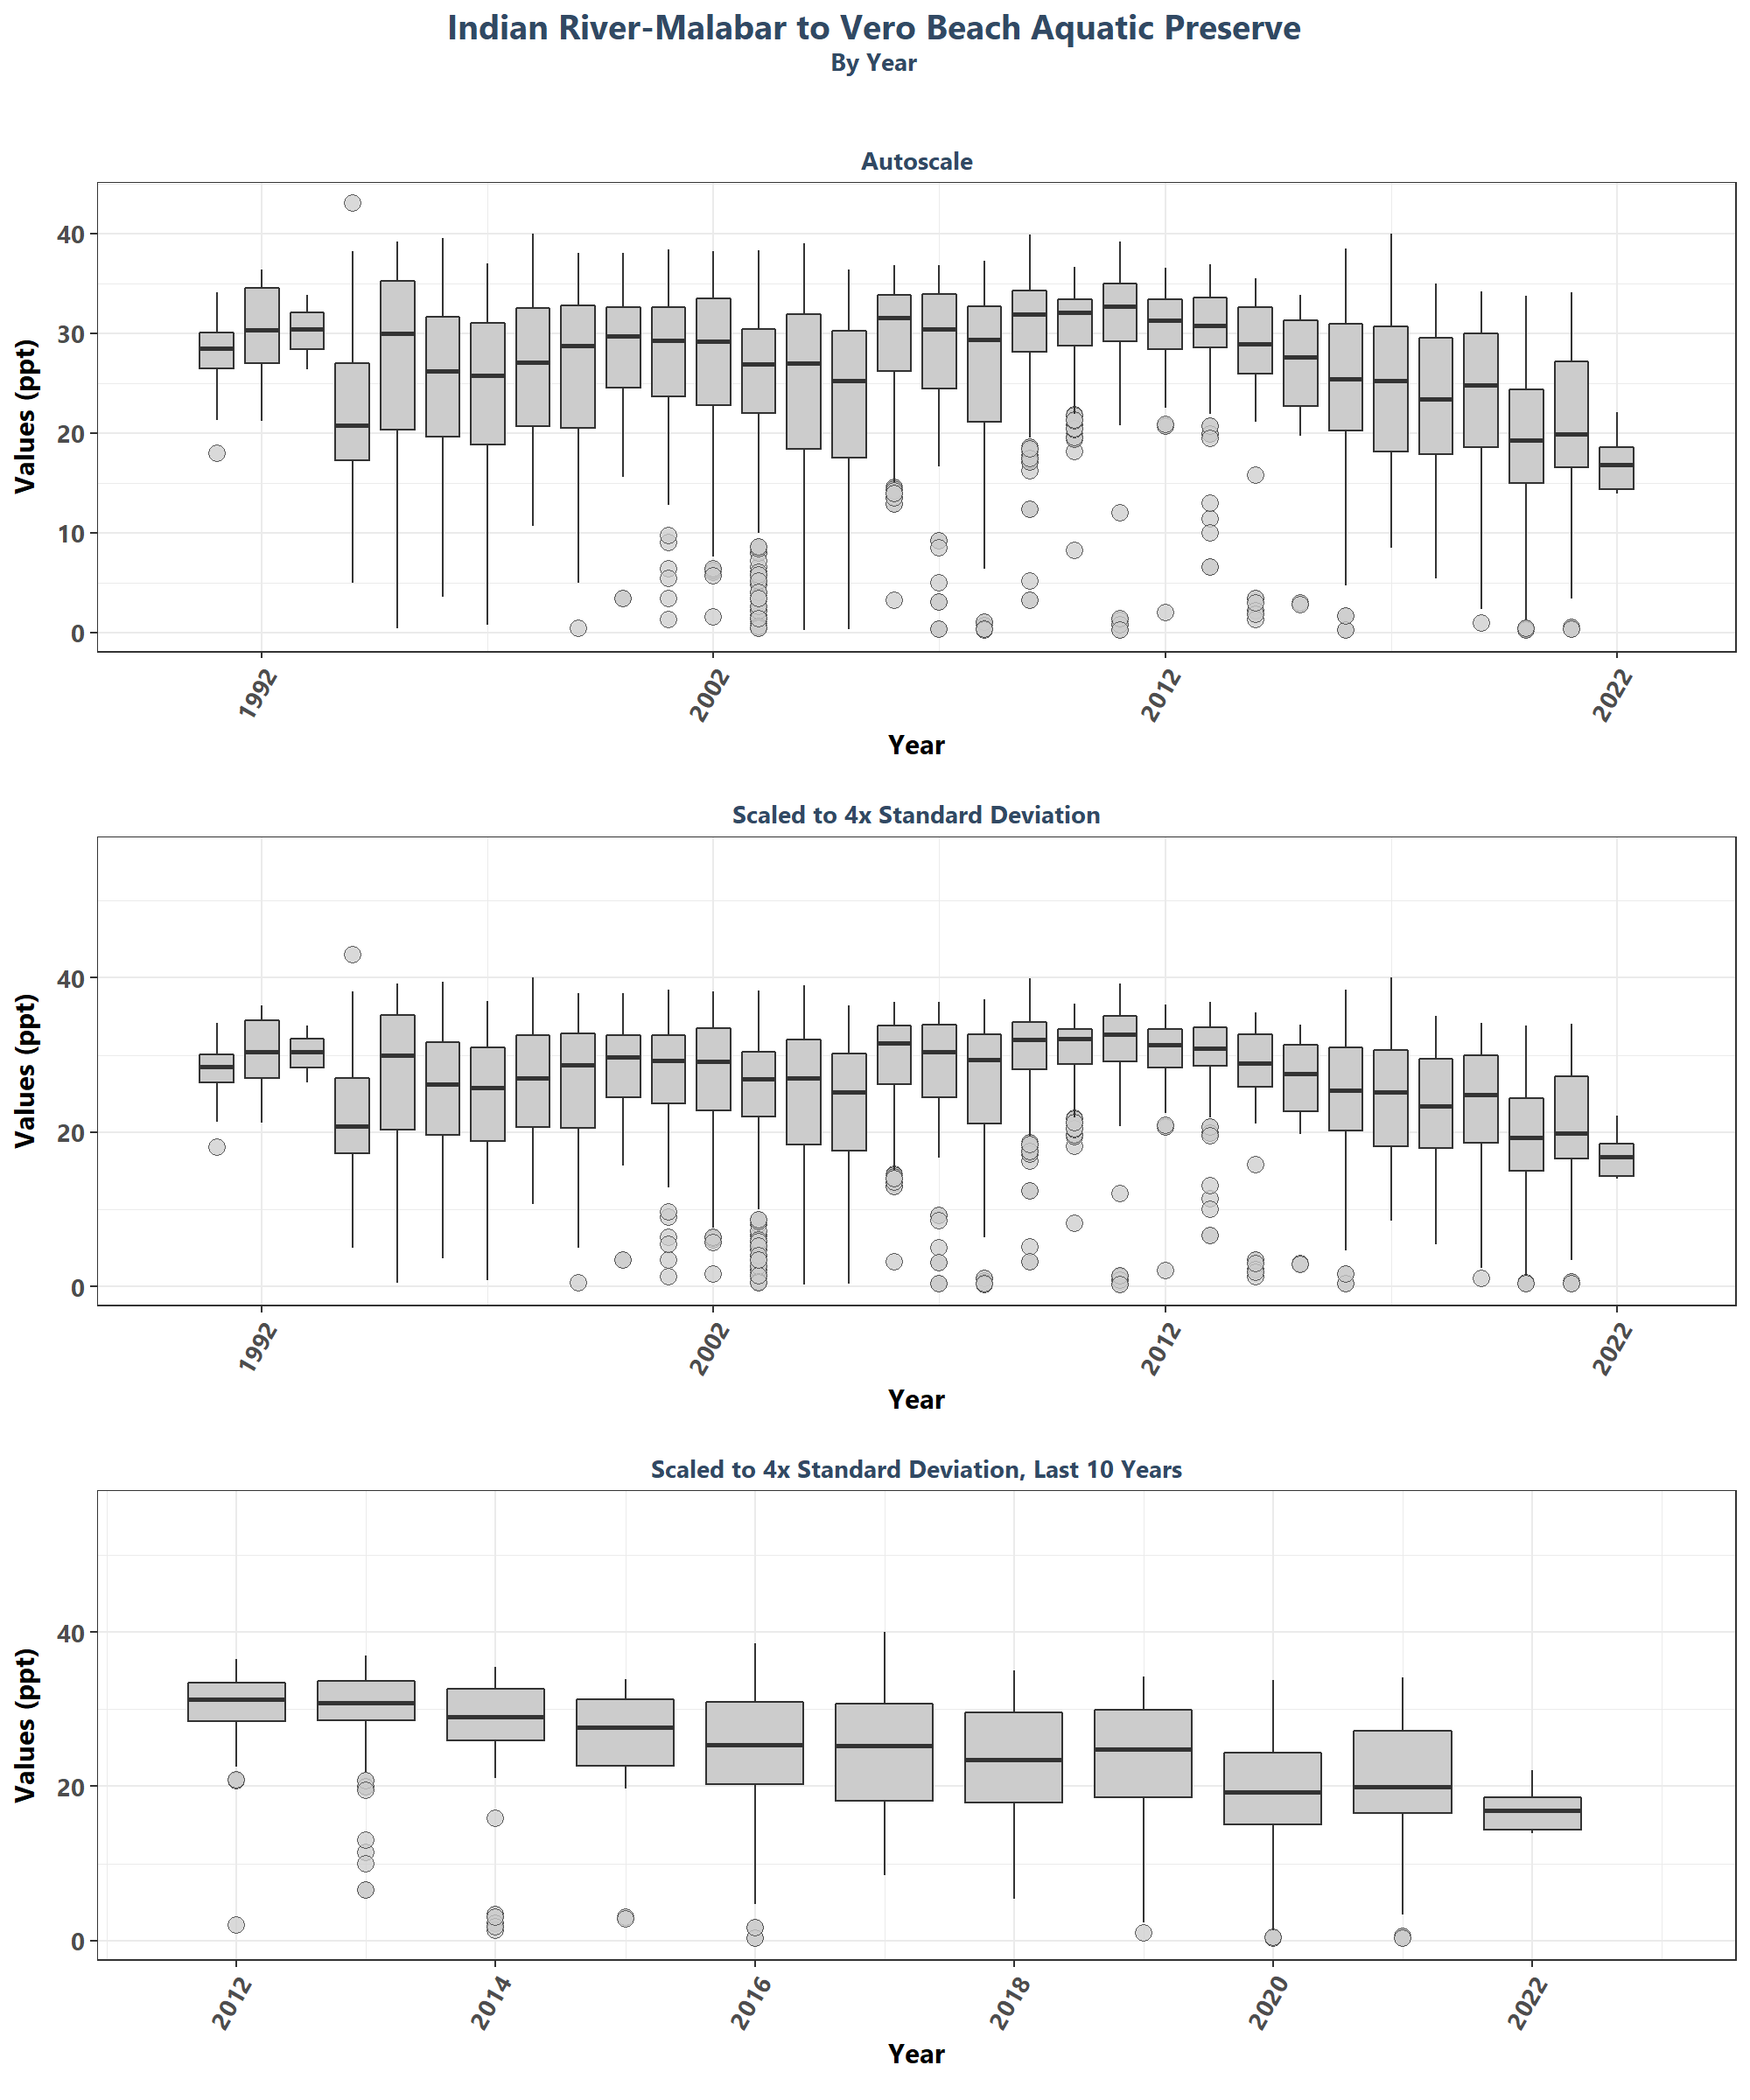 Indian River-Malabar to Vero Beach Aquatic Preserve
By Year
Autoscale
Values (ppt)
40
30
20
10
0
1992
2002
2012
2022
Year
Scaled to 4x Standard Deviation
Values (ppt)
40
20
0
1992
2002
2012
2022
Year
Scaled to 4x Standard Deviation, Last 10 Years
Values (ppt)
40
20
0
2012
2014
2016
2018
2020
2022
Year